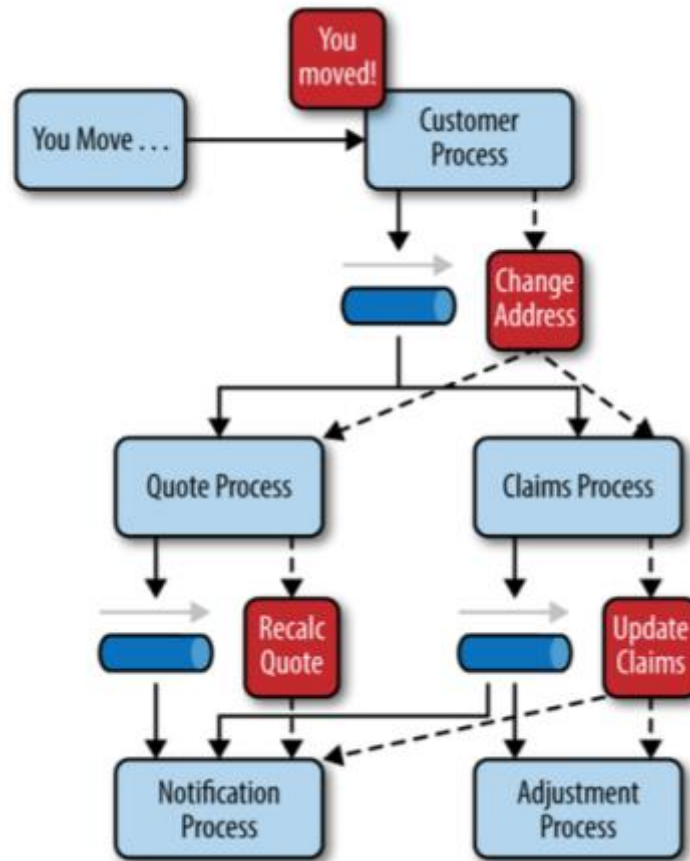 You
moved!
You Move . . .
Customer
Process
Change
Address
Quote Process
Claims Process
Recalc
Quote
Update
Claims
Notification
Process
Adjustment
Process